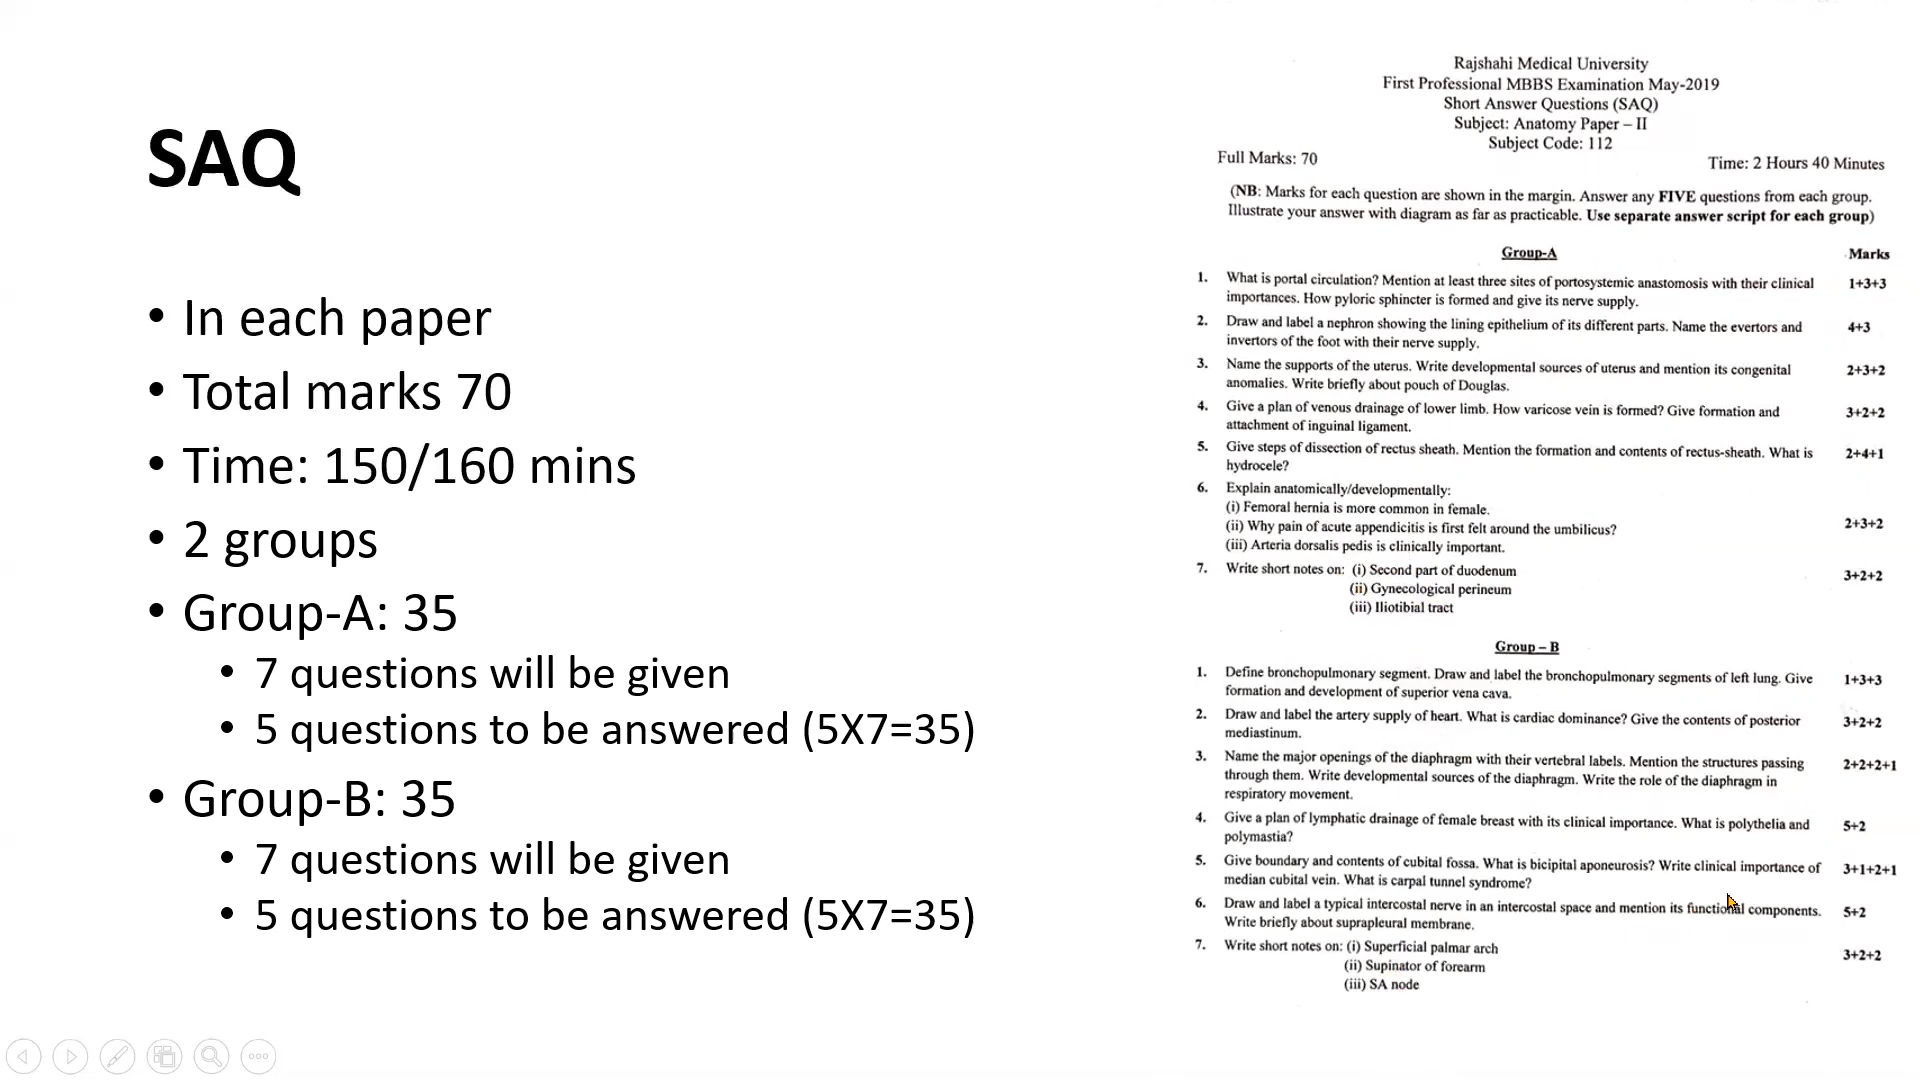 SAQ
• In each paper
• Total marks 70
• Time: 150/160 mins
• 2 groups
• Group-A: 35
• 7 questions will be given
• 5 questions to be answered (5X7=35)
• Group-B: 35
• 7 questions will be given
• 5 questions to be answered (5X7=35)
Rajshahi Medical University
First Professional MBBS Examination May-2019
Short Answer Questions (SAQ)
Subject: Anatomy Paper – II
Subject Code: 112
Full Marks: 70 Time: 2 Hours 40 Minutes
(NB: Marks for each question are shown in the margin. Answer any FIVE questions from each group.
Illustrate your answer with diagram as far as practicable. Use separate answer script for each group)
Group-A Marks
1. What is portal circulation? Mention at least three sites of portosystemic anastomosis with their clinical 1+3+3
importances. How pyloric sphincter is formed and give its nerve supply.
2. Draw and label a nephron showing the lining epithelium of its different parts. Name the evertors and 4+3
invertors of the foot with their nerve supply.
3. Name the supports of the uterus. Write developmental sources of uterus and mention its congenital 2+3+2
anomalies. Write briefly about pouch of Douglas.
4. Give a plan of venous drainage of lower limb. How varicose vein is formed? Give formation and 3+2+2
attachment of inguinal ligament.
5. Give steps of dissection of rectus sheath. Mention the formation and contents of rectus-sheath. What is 2+4+1
hydrocele?
6. Explain anatomically/developmentally:
(i) Femoral hernia is more common in female.
(ii) Why pain of acute appendicitis is first felt around the umbilicus? 2+3+2
(iii) Arteria dorsalis pedis is clinically important.
7. Write short notes on: (i) Second part of duodenum 3+2+2
(ii) Gynecological perineum
(iii) Iliotibial tract
Group – B
1. Define bronchopulmonary segment. Draw and label the bronchopulmonary segments of left lung. Give 1+3+3
formation and development of superior vena cava.
2. Draw and label the artery supply of heart. What is cardiac dominance? Give the contents of posterior 3+2+2
mediastinum.
3. Name the major openings of the diaphragm with their vertebral labels. Mention the structures passing 2+2+2+1
through them. Write developmental sources of the diaphragm. Write the role of the diaphragm in
respiratory movement.
4. Give a plan of lymphatic drainage of female breast with its clinical importance. What is polythelia and 5+2
polymastia?
5. Give boundary and contents of cubital fossa. What is bicipital aponeurosis? Write clinical importance of 3+1+2+1
median cubital vein. What is carpal tunnel syndrome?
6. Draw and label a typical intercostal nerve in an intercostal space and mention its functional components. 5+2
Write briefly about suprapleural membrane.
7. Write short notes on: (i) Superficial palmar arch 3+2+2
(ii) Supinator of forearm
(iii) SA node